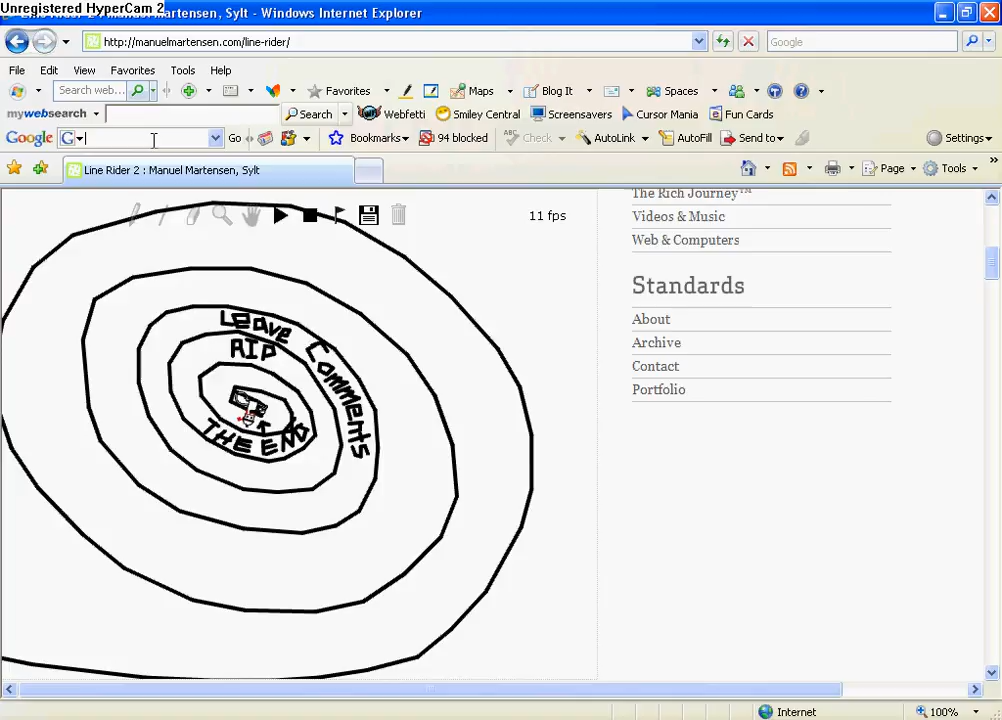 Unregistered HyperCam 2
Line Rider 2 : Manuel Martensen, Sylt - Windows Internet Explorer
http://manuelmartensen.com/line-rider/
Google
File Edit View Favorites Tools Help
Search web...
Favorites Maps Blog It Spaces
mywebsearch Search Webfetti Smiley Central Screensavers Cursor Mania Fun Cards
Google G Go Bookmarks 94 blocked Check AutoLink AutoFill Send to Settings
Line Rider 2 : Manuel Martensen, Sylt
Page Tools
11 fps
Leave Comments
RIP
THE END
The Rich Journey™
Videos & Music
Web & Computers
Standards
About
Archive
Contact
Portfolio
Internet 100%